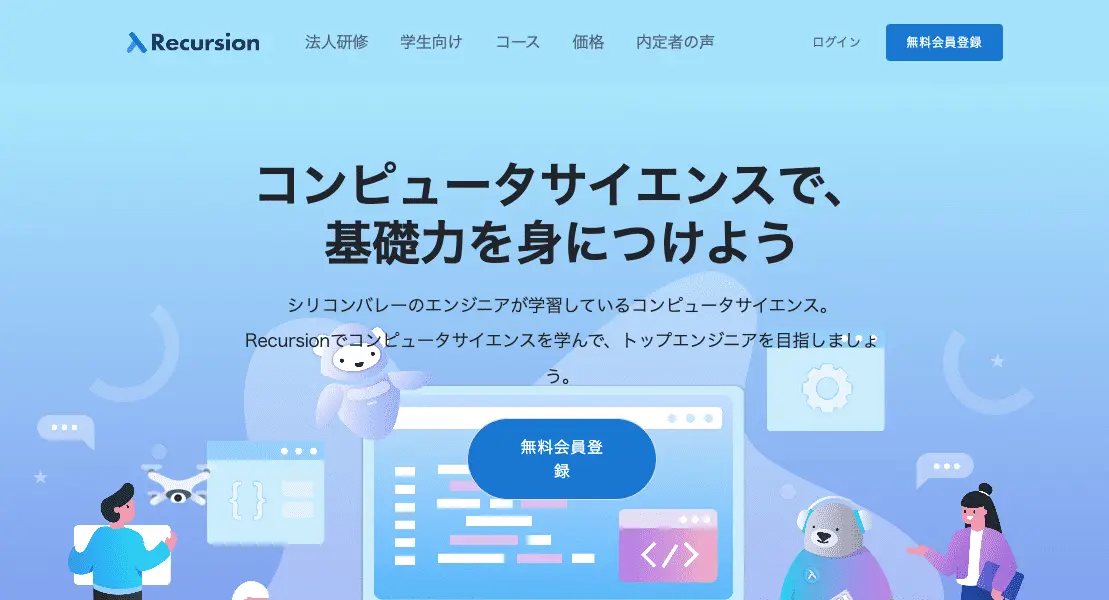 Recursion 法人研修 学生向け コース 価格 内定者の声 ログイン 無料会員登録
コンピュータサイエンスで、
基礎力を身につけよう
シリコンバレーのエンジニアが学習しているコンピュータサイエンス。
Recursionでコンピュータサイエンスを学んで、トップエンジニアを目指しましょ
う。
無料会員登
録
{ }
</>